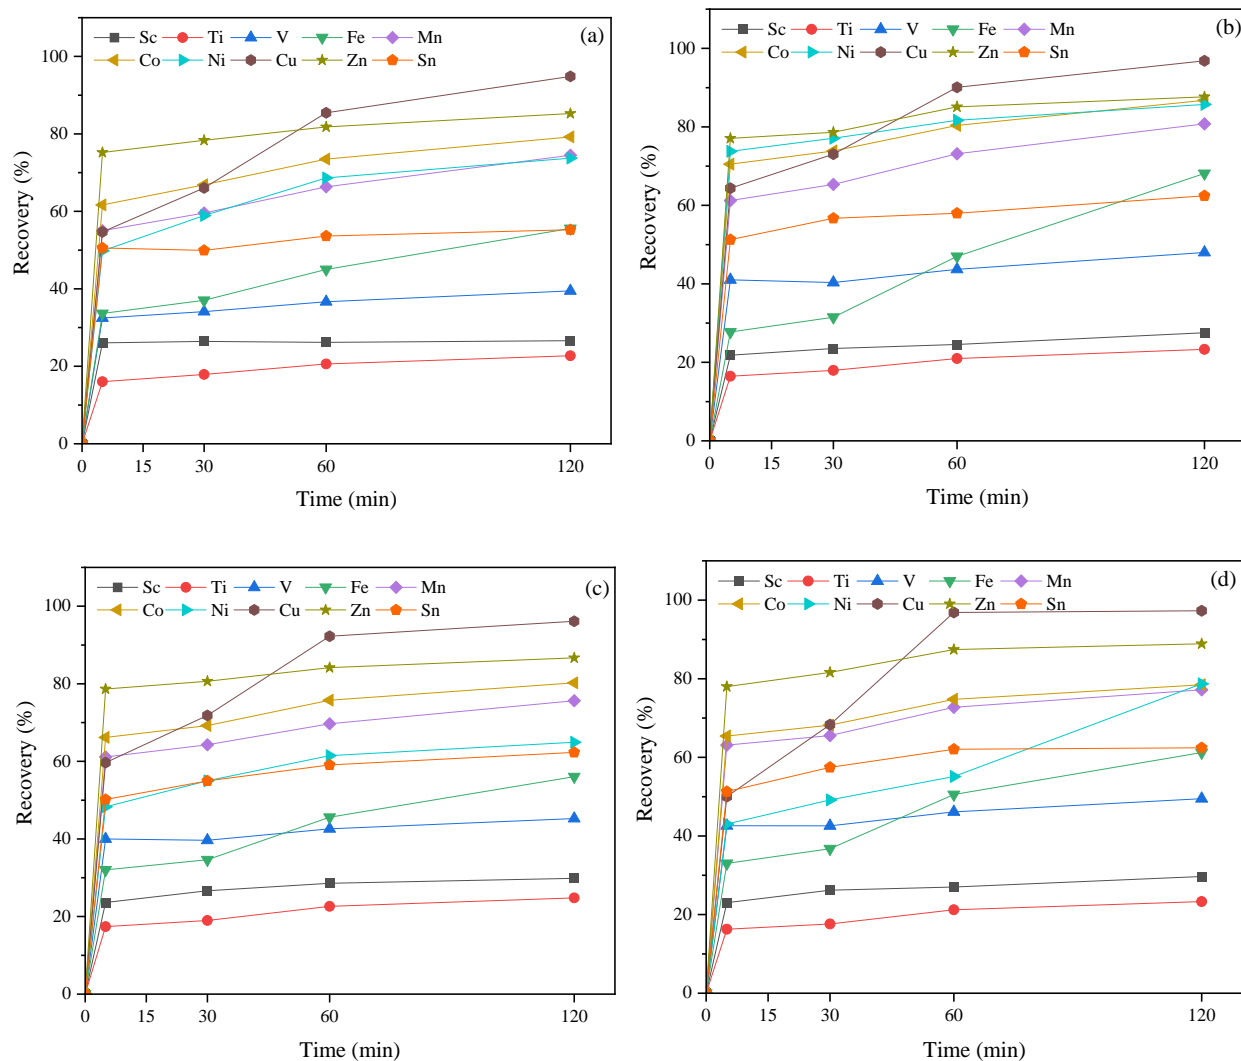 Sc Ti V Fe Mn (a)
Co Ni Cu Zn Sn
100
80
60
40
20
0
Recovery (%)
0 15 30 60 120
Time (min)
Sc Ti V Fe Mn (b)
Co Ni Cu Zn Sn
100
80
60
40
20
0
Recovery (%)
0 15 30 60 120
Time (min)
Sc Ti V Fe Mn (c)
Co Ni Cu Zn Sn
100
80
60
40
20
0
Recovery (%)
0 15 30 60 120
Time (min)
Sc Ti V Fe Mn (d)
Co Ni Cu Zn Sn
100
80
60
40
20
0
Recovery (%)
0 15 30 60 120
Time (min)